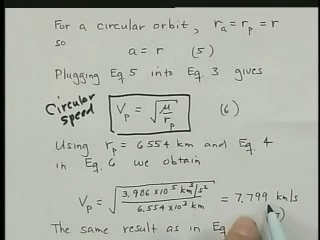 For a circular orbit, ra = rp = r
so
a = r (5)
Plugging Eq 5 into Eq. 3 gives
Circular speed
Vp = √(μ/rp) (6)
Using rp = 6554 km and Eq. 4
in Eq. 6 we obtain
Vp = √(3.986 x10^5 km^3/s^2 / 6.554 x10^3 km) = 7.799 km/s
7)
The same result as in Eq